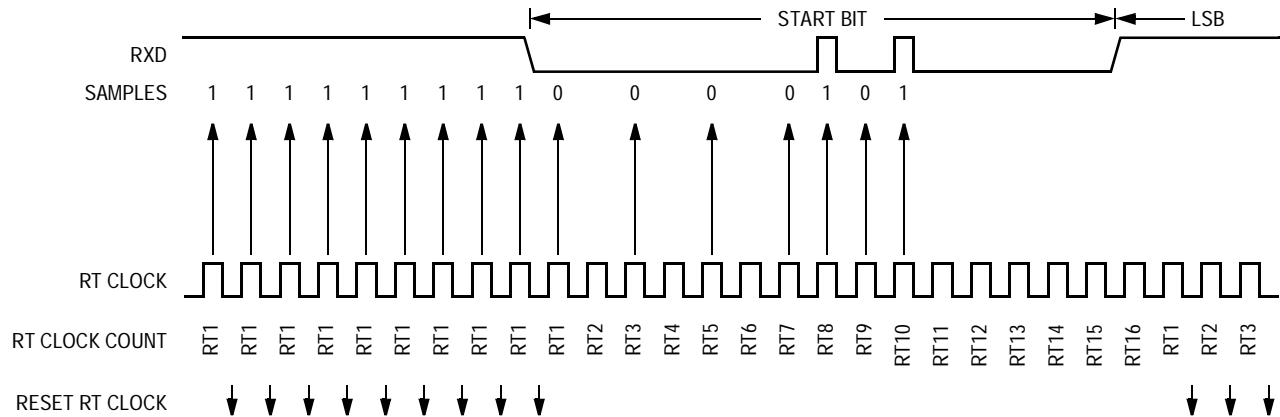 START BIT LSB
RXD
SAMPLES 1 1 1 1 1 1 1 1 1 0 0 0 0 1 0 1
RT CLOCK
RT CLOCK COUNT RT1 RT1 RT1 RT1 RT1 RT1 RT1 RT1 RT1 RT1 RT2 RT3 RT4 RT5 RT6 RT7 RT8 RT9 RT10 RT11 RT12 RT13 RT14 RT15 RT16 RT1 RT2 RT3
RESET RT CLOCK